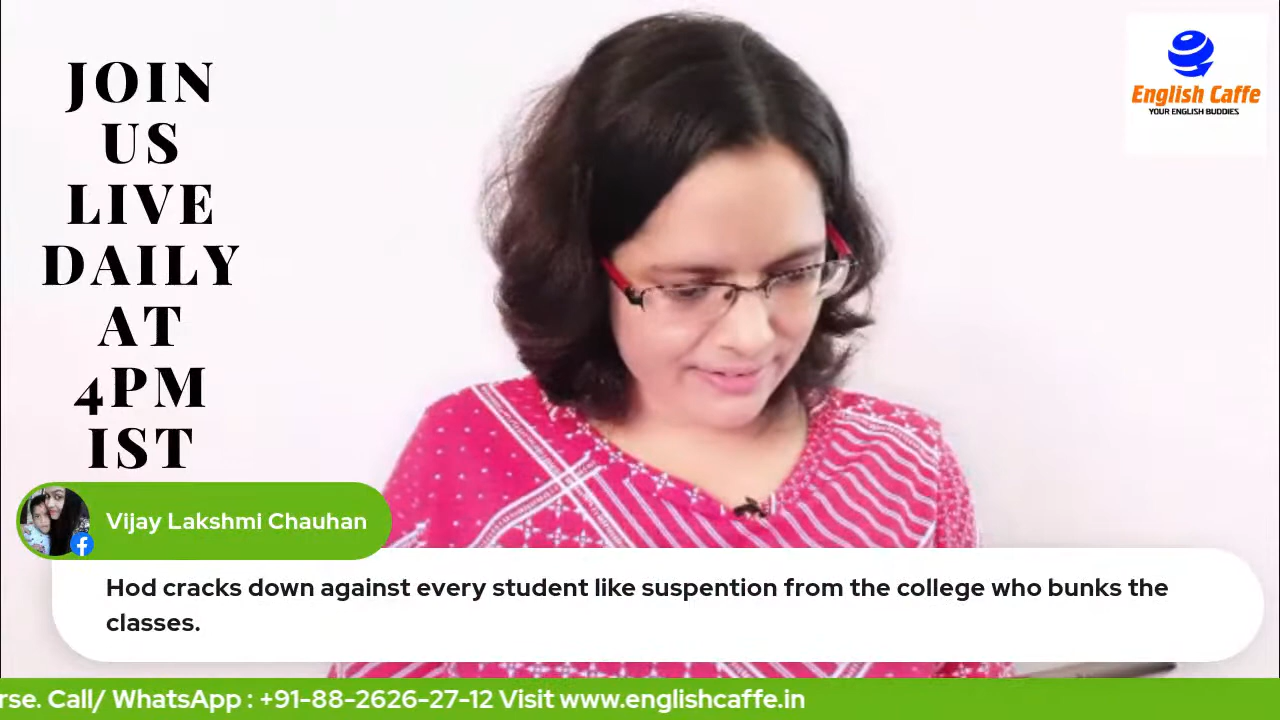 JOIN
US
LIVE
DAILY
AT
4PM
IST
English Caffe
YOUR ENGLISH BUDDIES
Vijay Lakshmi Chauhan
Hod cracks down against every student like suspention from the college who bunks the
classes.
rse. Call/ WhatsApp : +91-88-2626-27-12 Visit www.englishcaffe.in